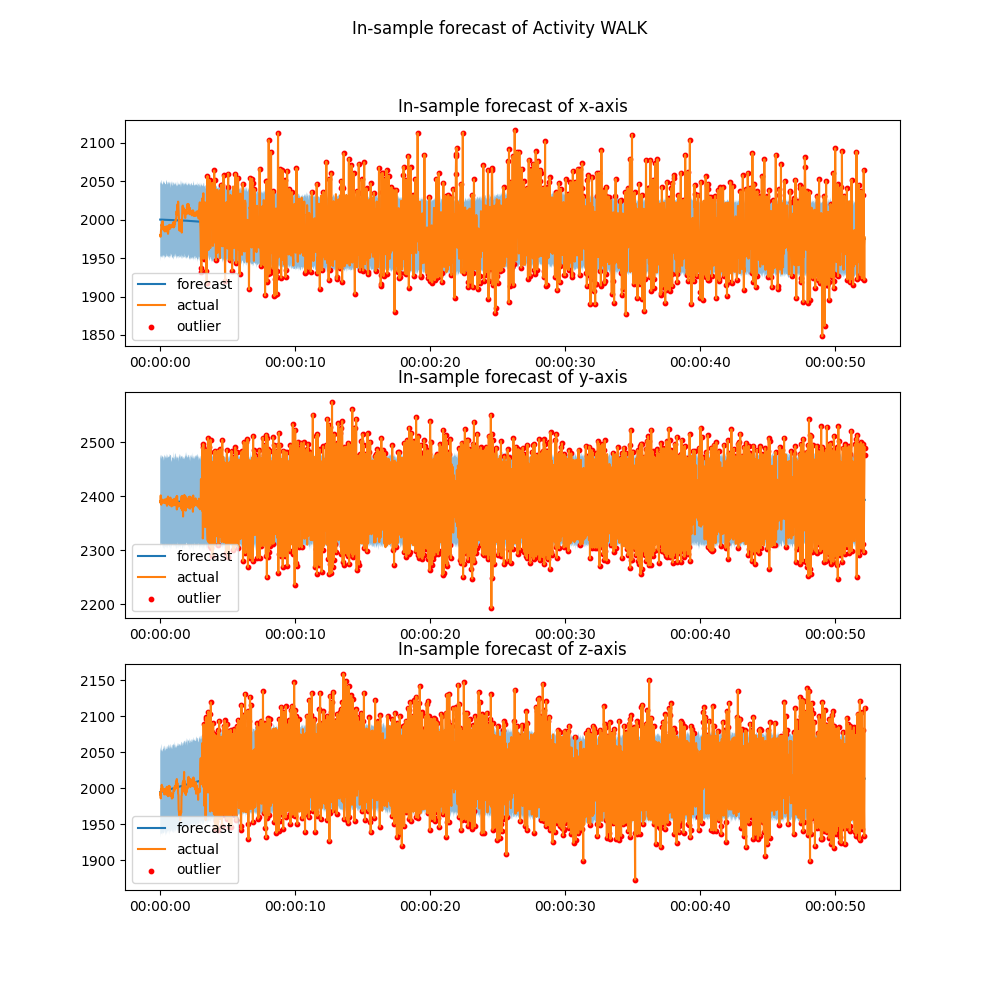 In-sample forecast of Activity WALK
In-sample forecast of x-axis
2100
2050
2000
1950
1900
1850
forecast
actual
outlier
00:00:00 00:00:10 00:00:20 00:00:30 00:00:40 00:00:50
In-sample forecast of y-axis
2500
2400
2300
2200
forecast
actual
outlier
00:00:00 00:00:10 00:00:20 00:00:30 00:00:40 00:00:50
In-sample forecast of z-axis
2150
2100
2050
2000
1950
1900
forecast
actual
outlier
00:00:00 00:00:10 00:00:20 00:00:30 00:00:40 00:00:50